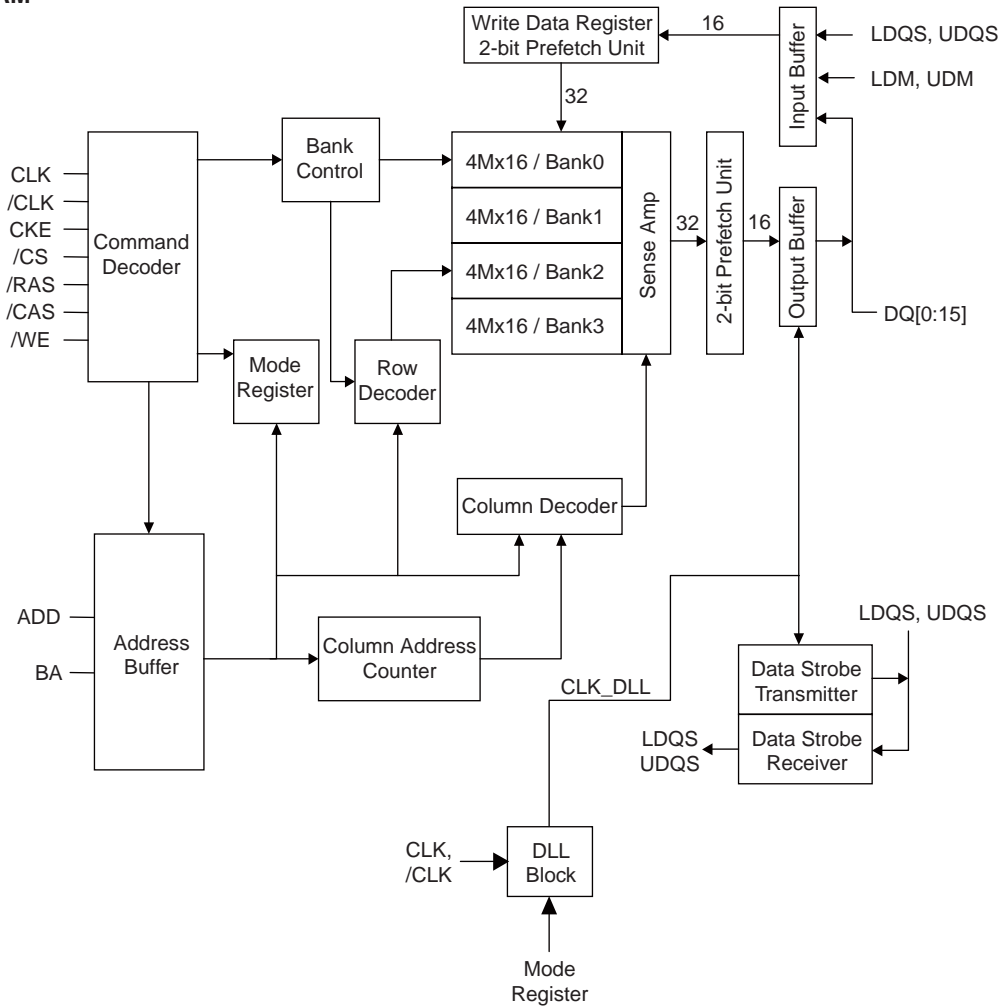 Write Data Register
2-bit Prefetch Unit
16
Input Buffer
LDQS, UDQS
LDM, UDM
32
Bank
Control
CLK
/CLK
CKE
/CS
/RAS
/CAS
/WE
Command
Decoder
4Mx16 / Bank0
4Mx16 / Bank1
4Mx16 / Bank2
4Mx16 / Bank3
Sense Amp
32
2-bit Prefetch Unit
16
Output Buffer
DQ[0:15]
Mode
Register
Row
Decoder
Column Decoder
ADD
BA
Address
Buffer
Column Address
Counter
CLK_DLL
LDQS, UDQS
Data Strobe
Transmitter
Data Strobe
Receiver
LDQS
UDQS
CLK,
/CLK
DLL
Block
Mode
Register